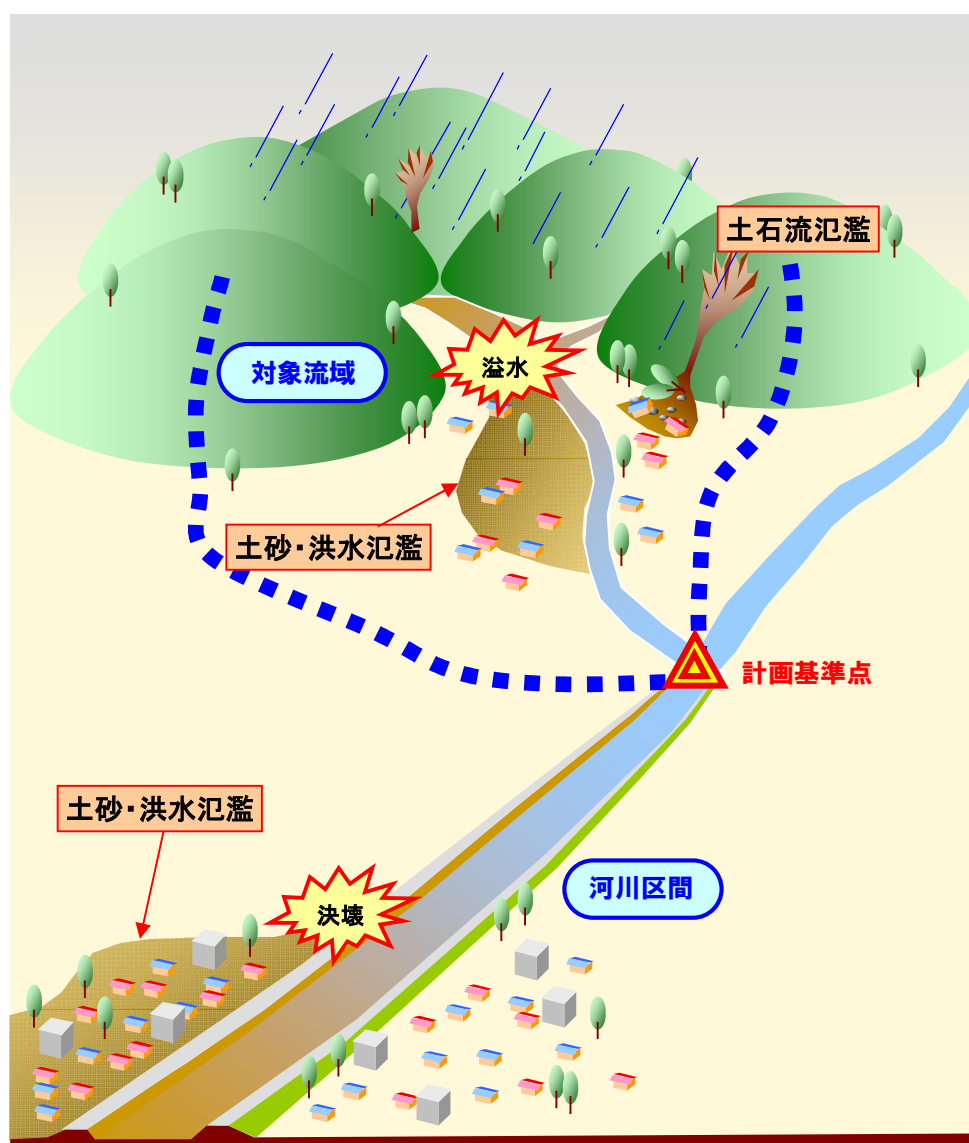 土石流氾濫
溢水
対象流域
土砂・洪水氾濫
計画基準点
土砂・洪水氾濫
河川区間
決壊